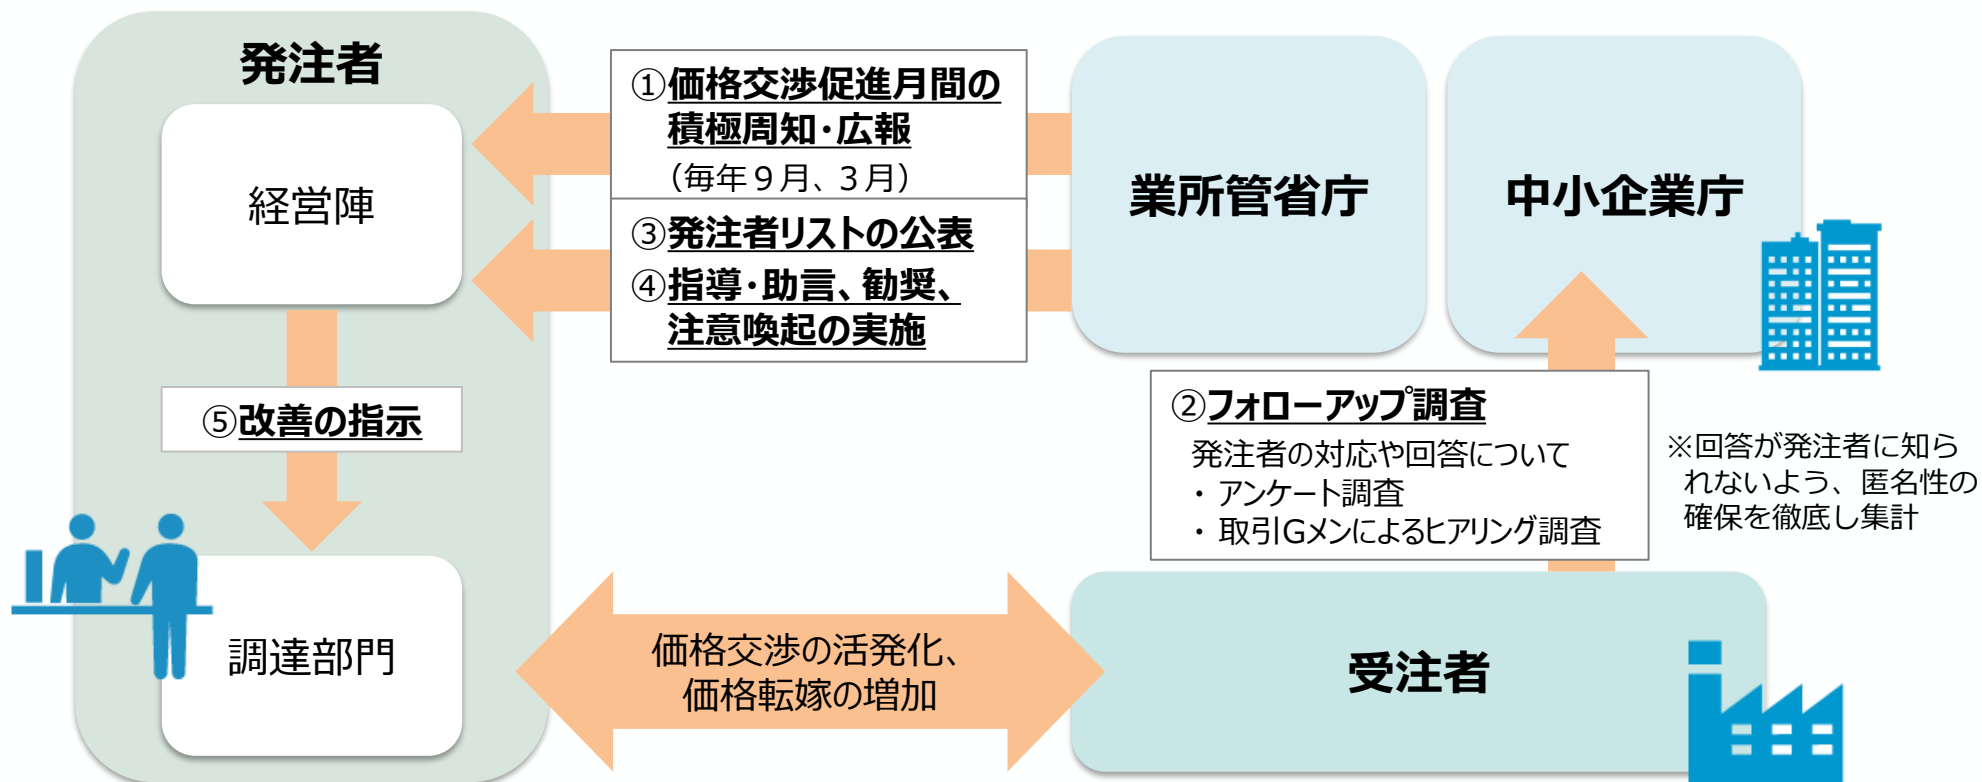 発注者
経営陣
①価格交渉促進月間の
積極周知・広報
（毎年９月、３月）
③発注者リストの公表
④指導・助言、勧奨、
注意喚起の実施
業所管省庁
中小企業庁
⑤改善の指示
②フォローアップ調査
発注者の対応や回答について
・ アンケート調査
・ 取引Gメンによるヒアリング調査
※回答が発注者に知ら
れないよう、匿名性の
確保を徹底し集計
調達部門
価格交渉の活発化、
価格転嫁の増加
受注者